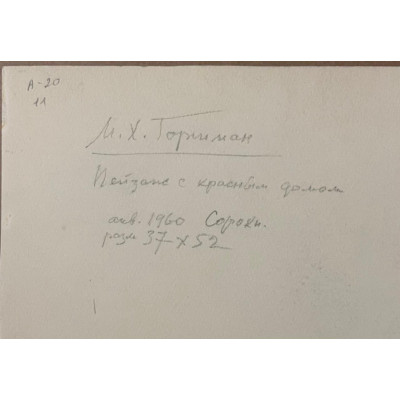 А-20
11
М. Х. Горшман
Пейзаж с красным домом
акв. 1960 Сороки.
разм 37 x 52